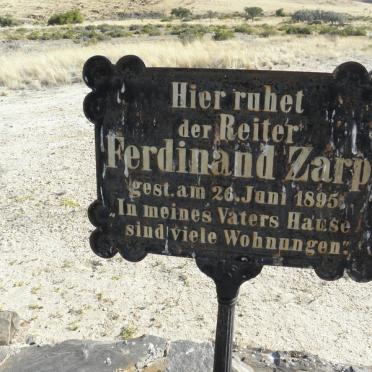 Hier ruhet
der Reiter
Ferdinand Zarp
gest. am 26. Juni 1895.
„In meines Vaters Hause
sind viele Wohnungen".